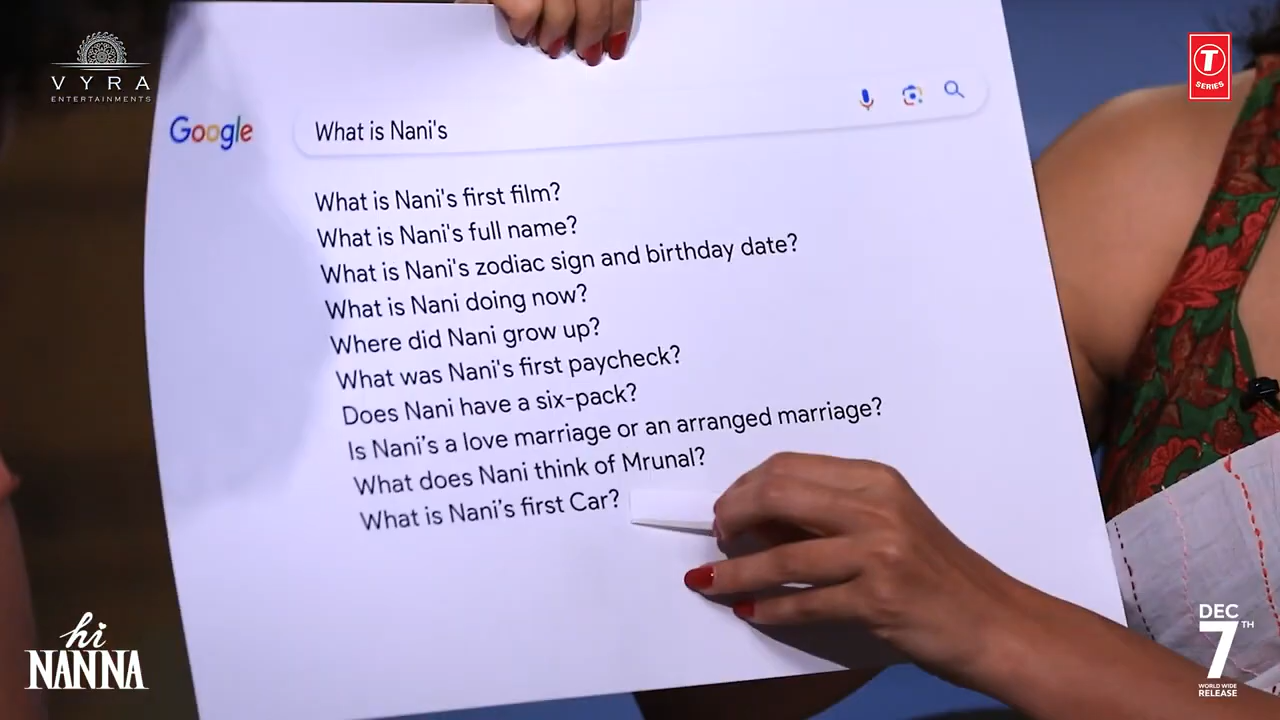 VYRA
ENTERTAINMENTS
T
SERIES
Google
What is Nani's
What is Nani's first film?
What is Nani's full name?
What is Nani's zodiac sign and birthday date?
What is Nani doing now?
Where did Nani grow up?
What was Nani's first paycheck?
Does Nani have a six-pack?
Is Nani's a love marriage or an arranged marriage?
What does Nani think of Mrunal?
What is Nani's first Car?
hi
NANNA
DEC
7TH
WORLD WIDE
RELEASE